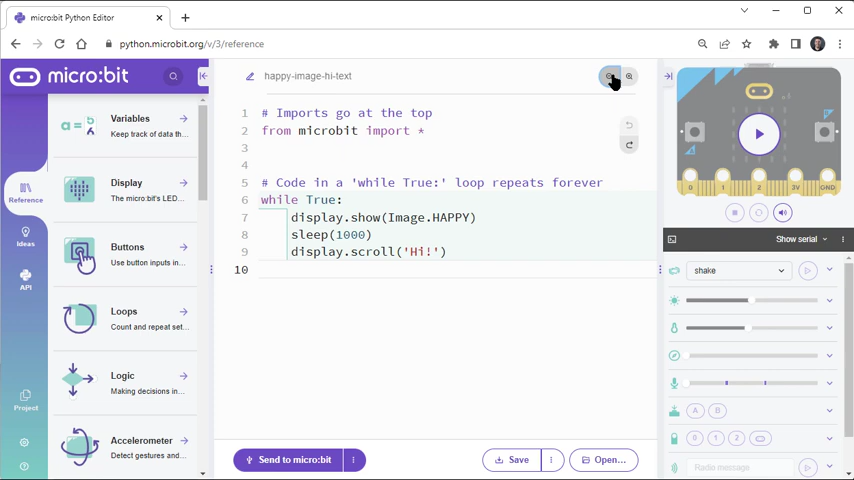 micro:bit Python Editor
python.microbit.org/v/3/reference
micro:bit
happy-image-hi-text
Variables
Keep track of data th...
Display
The micro:bit's LED...
Buttons
Use button inputs in...
Loops
Count and repeat set...
Logic
Making decisions in...
Accelerometer
Detect gestures and...
Reference
Ideas
API
Project
1 # Imports go at the top
2 from microbit import *
3
4
5 # Code in a 'while True:' loop repeats forever
6 while True:
7 display.show(Image.HAPPY)
8 sleep(1000)
9 display.scroll('Hi!')
10
Send to micro:bit
Save
Open...
0 1 2 3V GND
Show serial
shake
A B
0 1 2
Radio message